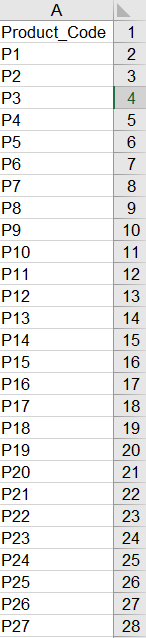 A
Product_Code 1
P1 2
P2 3
P3 4
P4 5
P5 6
P6 7
P7 8
P8 9
P9 10
P10 11
P11 12
P12 13
P13 14
P14 15
P15 16
P16 17
P17 18
P18 19
P19 20
P20 21
P21 22
P22 23
P23 24
P24 25
P25 26
P26 27
P27 28